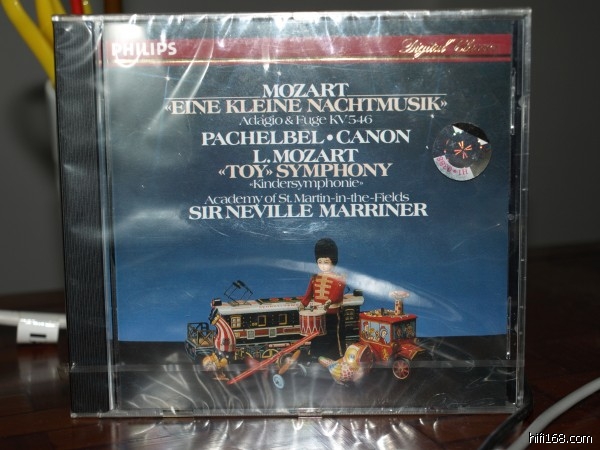 PHILIPS
Digital Classics
MOZART
«EINE KLEINE NACHTMUSIK»
Adagio & Fuge KV 546
PACHELBEL • CANON
L. MOZART
«TOY» SYMPHONY
«Kindersymphonie»
Academy of St. Martin-in-the-Fields
SIR NEVILLE MARRINER
hifi168.com